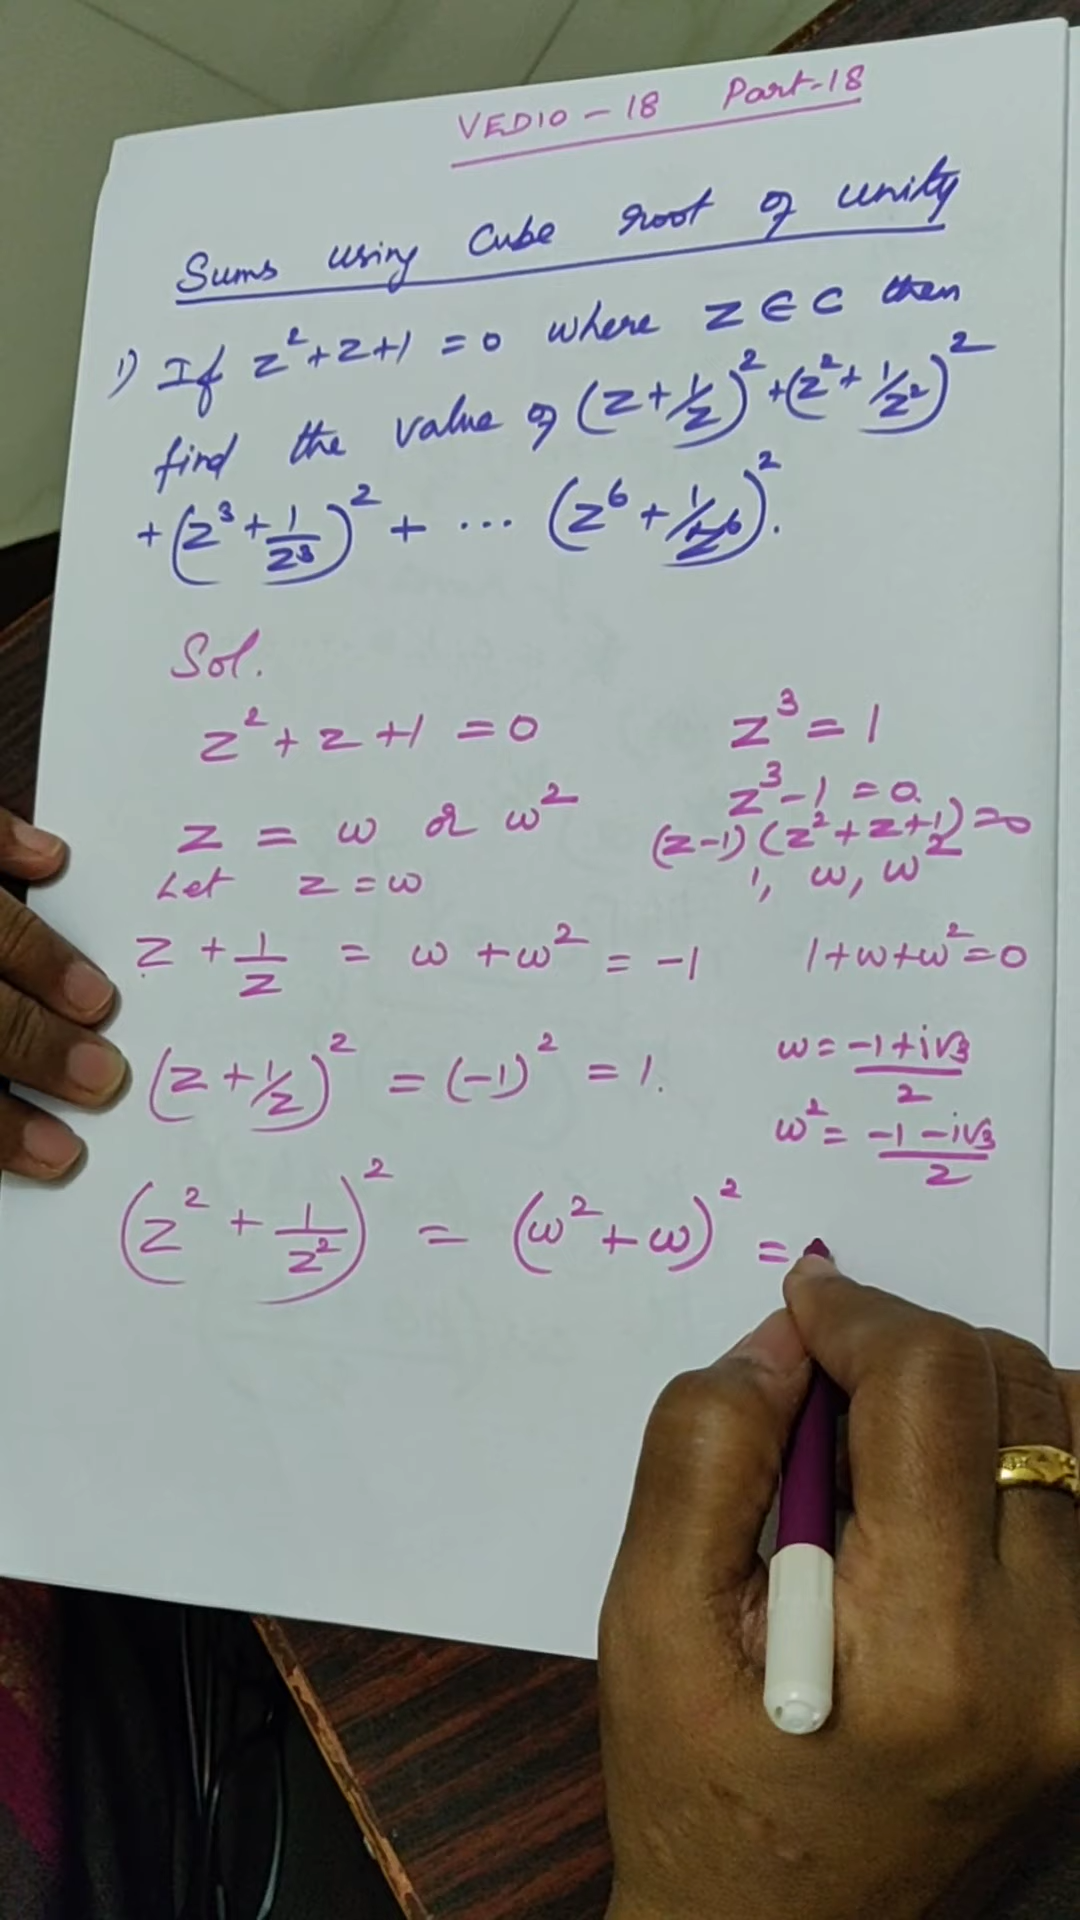 VEDIO - 18 Part-18
Sums using Cube root of unity
1) If z² + z + 1 = 0 where z ∈ C then
find the value of (z + 1/z)² + (z² + 1/z²)²
+ (z³ + 1/z³)² + ... (z⁶ + 1/z⁶)².
Sol.
z² + z + 1 = 0
z = ω or ω²
Let z = ω
z + 1/z = ω + ω² = -1
(z + 1/z)² = (-1)² = 1.
(z² + 1/z²)² = (ω² + ω)² =
z³ = 1
z³ - 1 = 0
(z-1) (z² + z + 1) = 0
1, ω, ω²
1 + ω + ω² = 0
ω = (-1 + i√3)/2
ω² = (-1 - i√3)/2